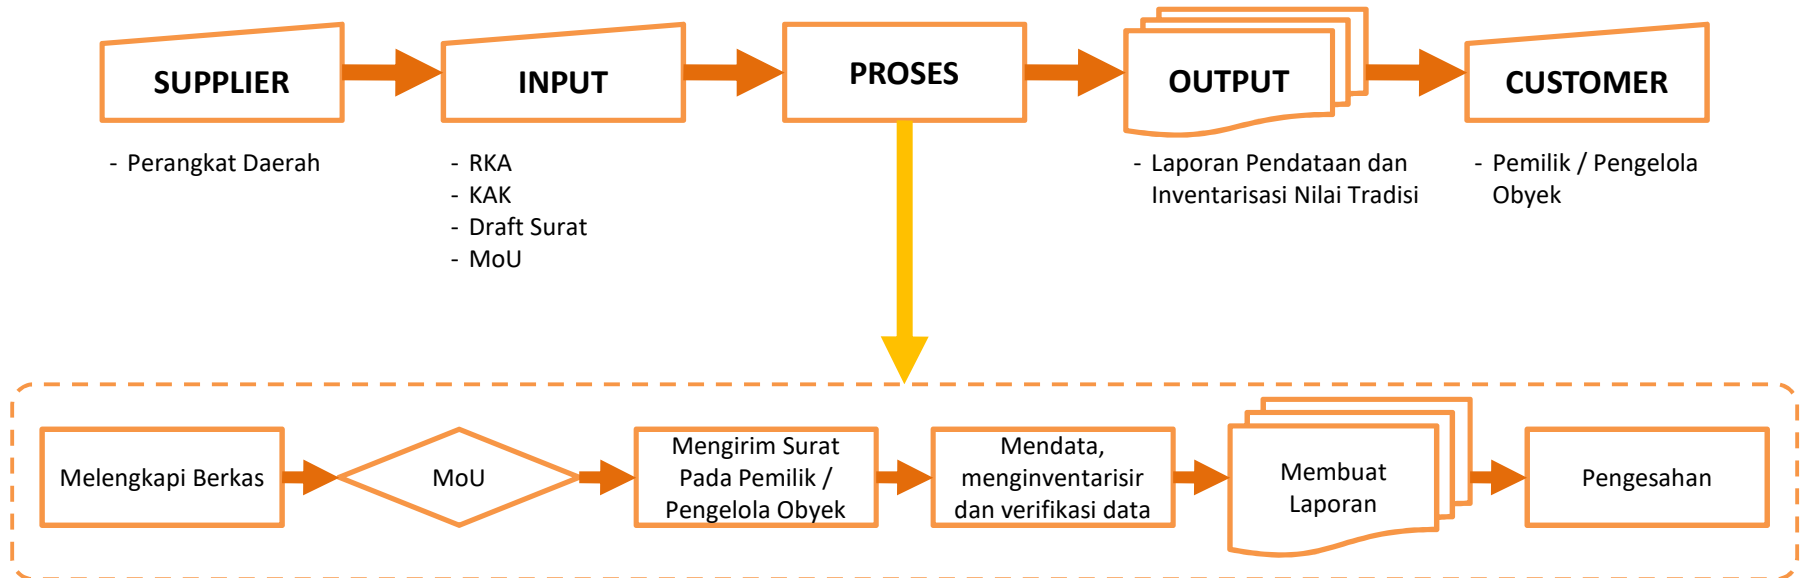 SUPPLIER
INPUT
PROSES
OUTPUT
CUSTOMER
- Perangkat Daerah
- RKA
- KAK
- Draft Surat
- MoU
- Laporan Pendataan dan
Inventarisasi Nilai Tradisi
- Pemilik / Pengelola
Obyek
Melengkapi Berkas
MoU
Mengirim Surat
Pada Pemilik /
Pengelola Obyek
Mendata,
menginventarisir
dan verifikasi data
Membuat
Laporan
Pengesahan